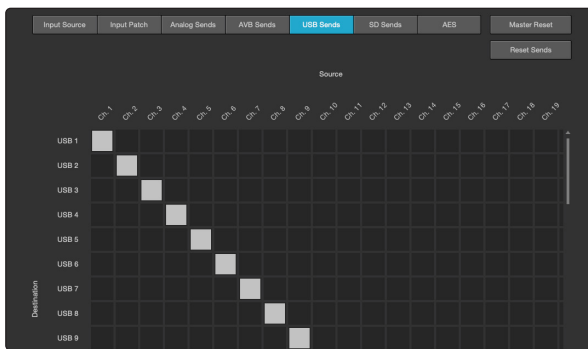 Input Source Input Patch Analog Sends AVB Sends USB Sends SD Sends AES Master Reset
Reset Sends
Source
Ch. 1 Ch. 2 Ch. 3 Ch. 4 Ch. 5 Ch. 6 Ch. 7 Ch. 8 Ch. 9 Ch. 10 Ch. 11 Ch. 12 Ch. 13 Ch. 14 Ch. 15 Ch. 16 Ch. 17 Ch. 18 Ch. 19
USB 1
USB 2
USB 3
USB 4
USB 5
USB 6
USB 7
USB 8
USB 9
Destination